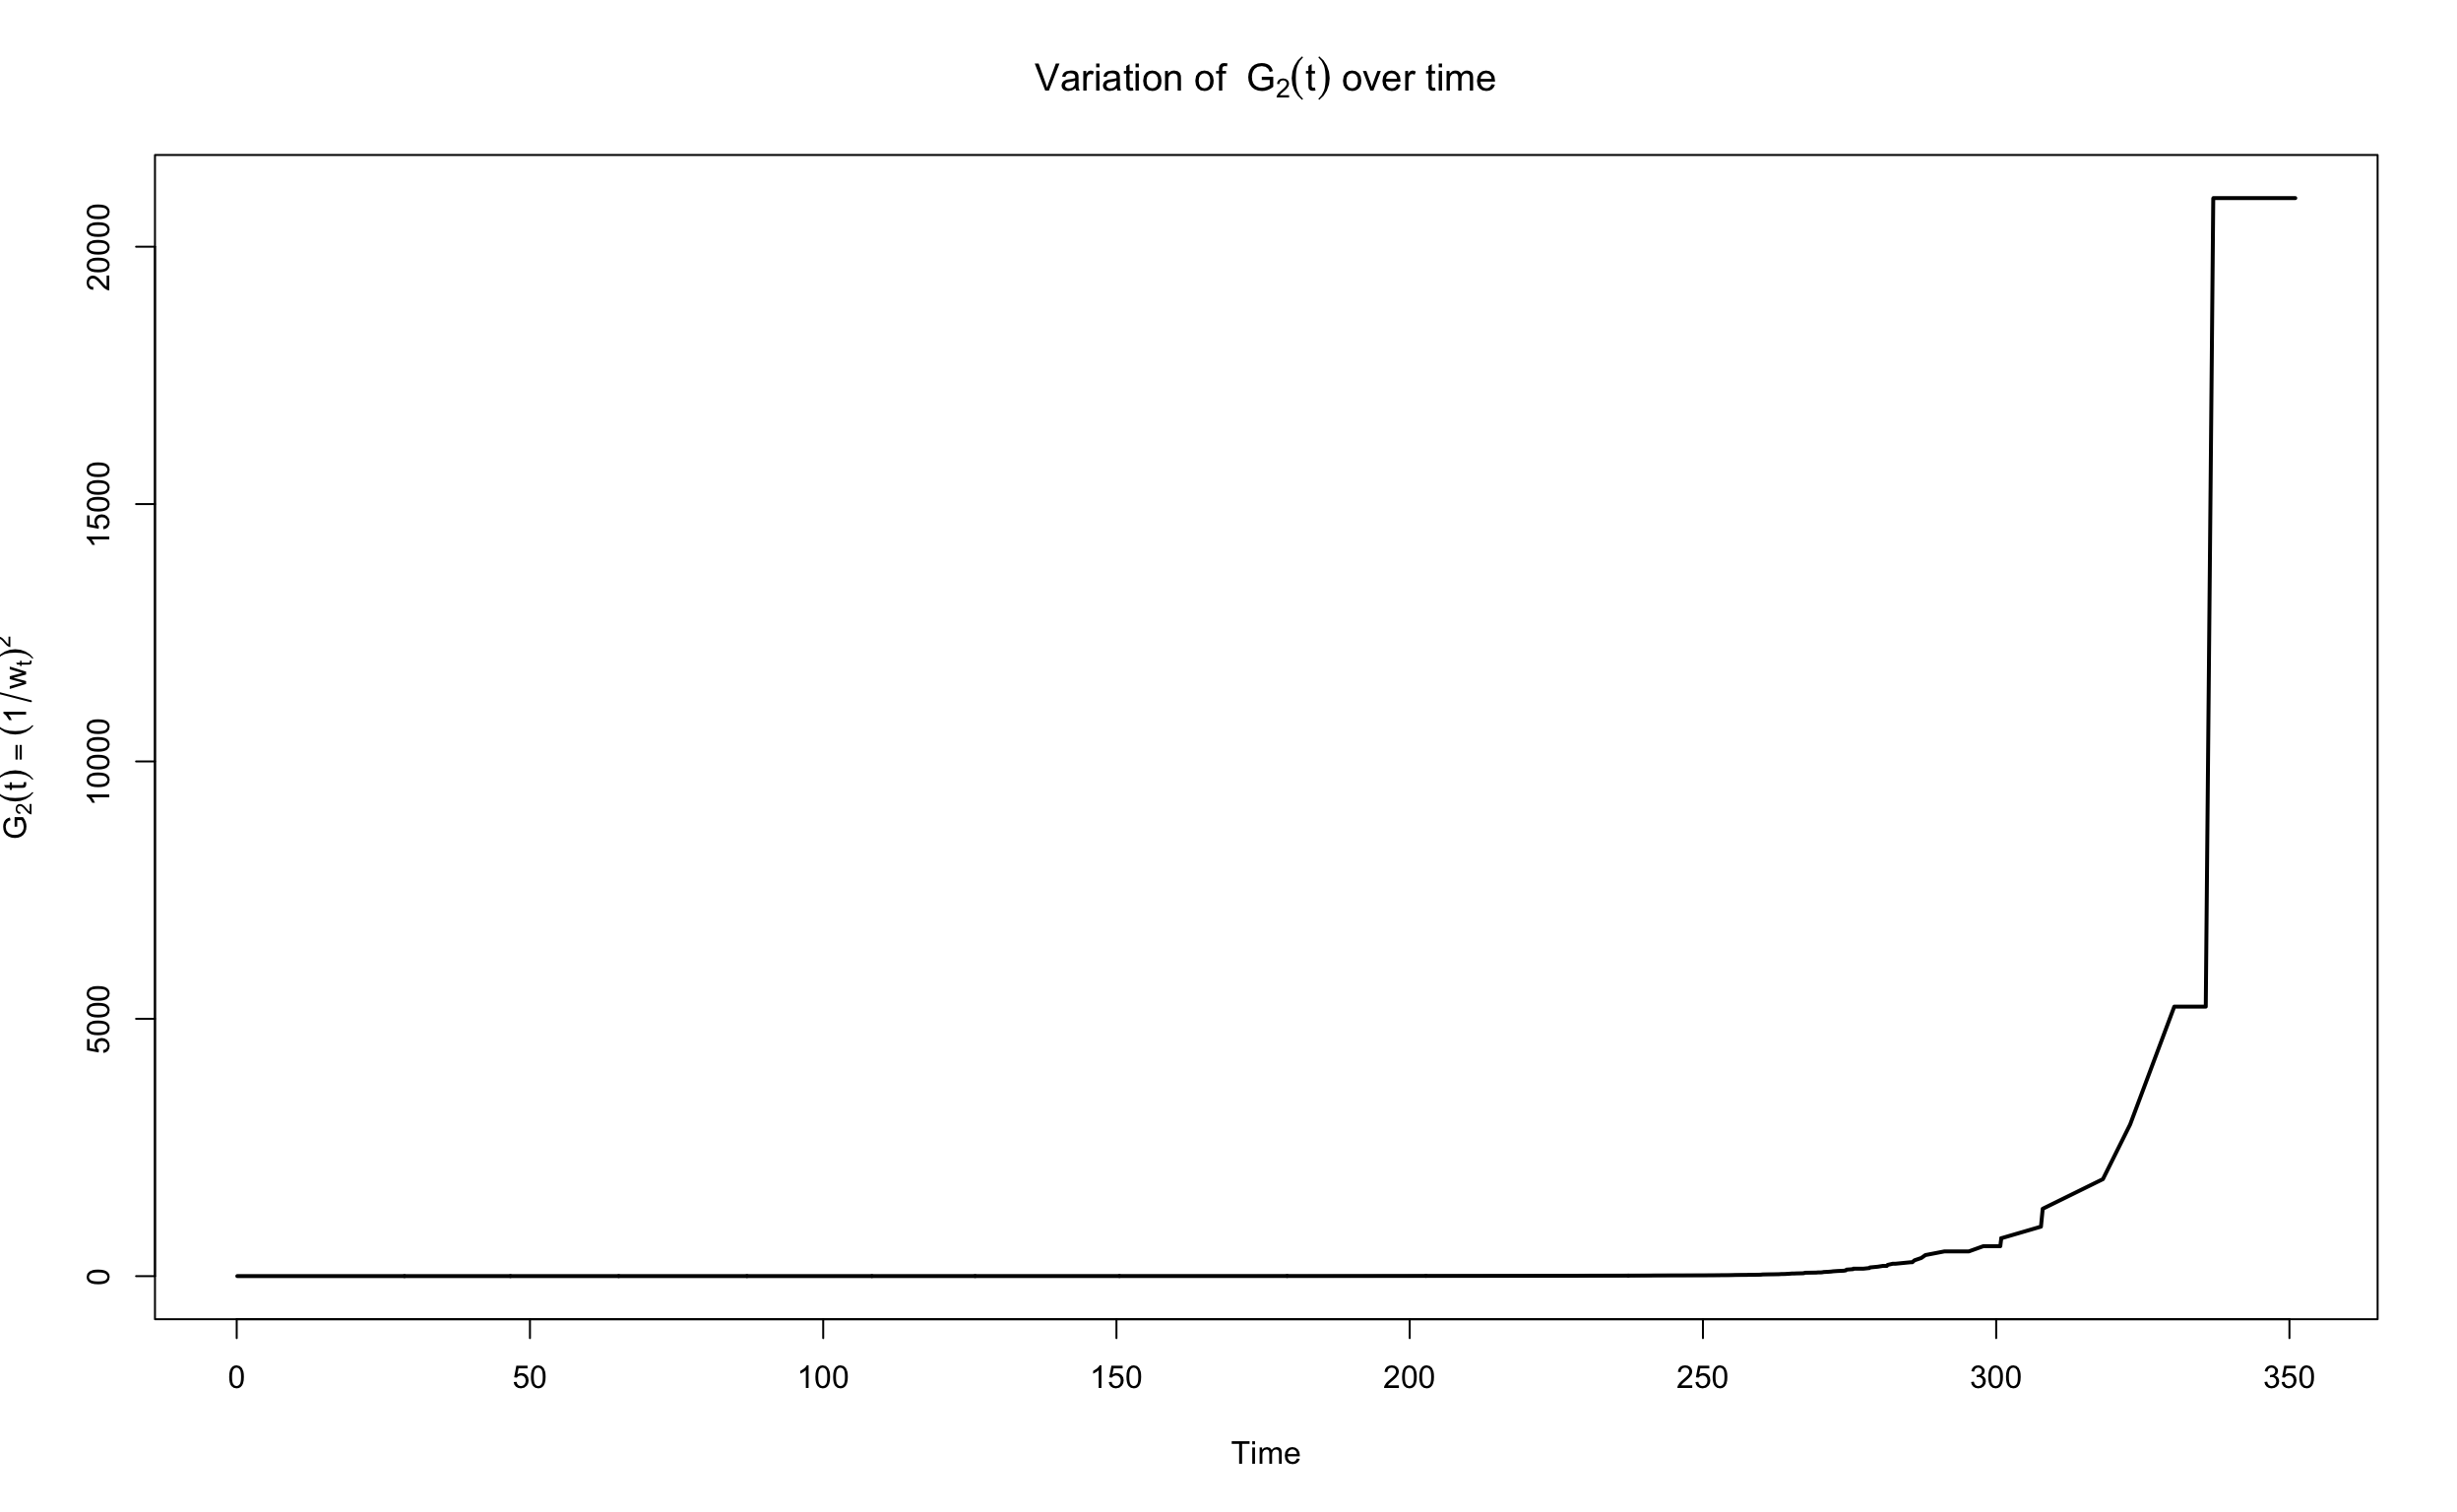 Variation of G₂(t) over time
G₂(t) = (1/wₜ)²
20000
15000
10000
5000
0
0 50 100 150 200 250 300 350
Time